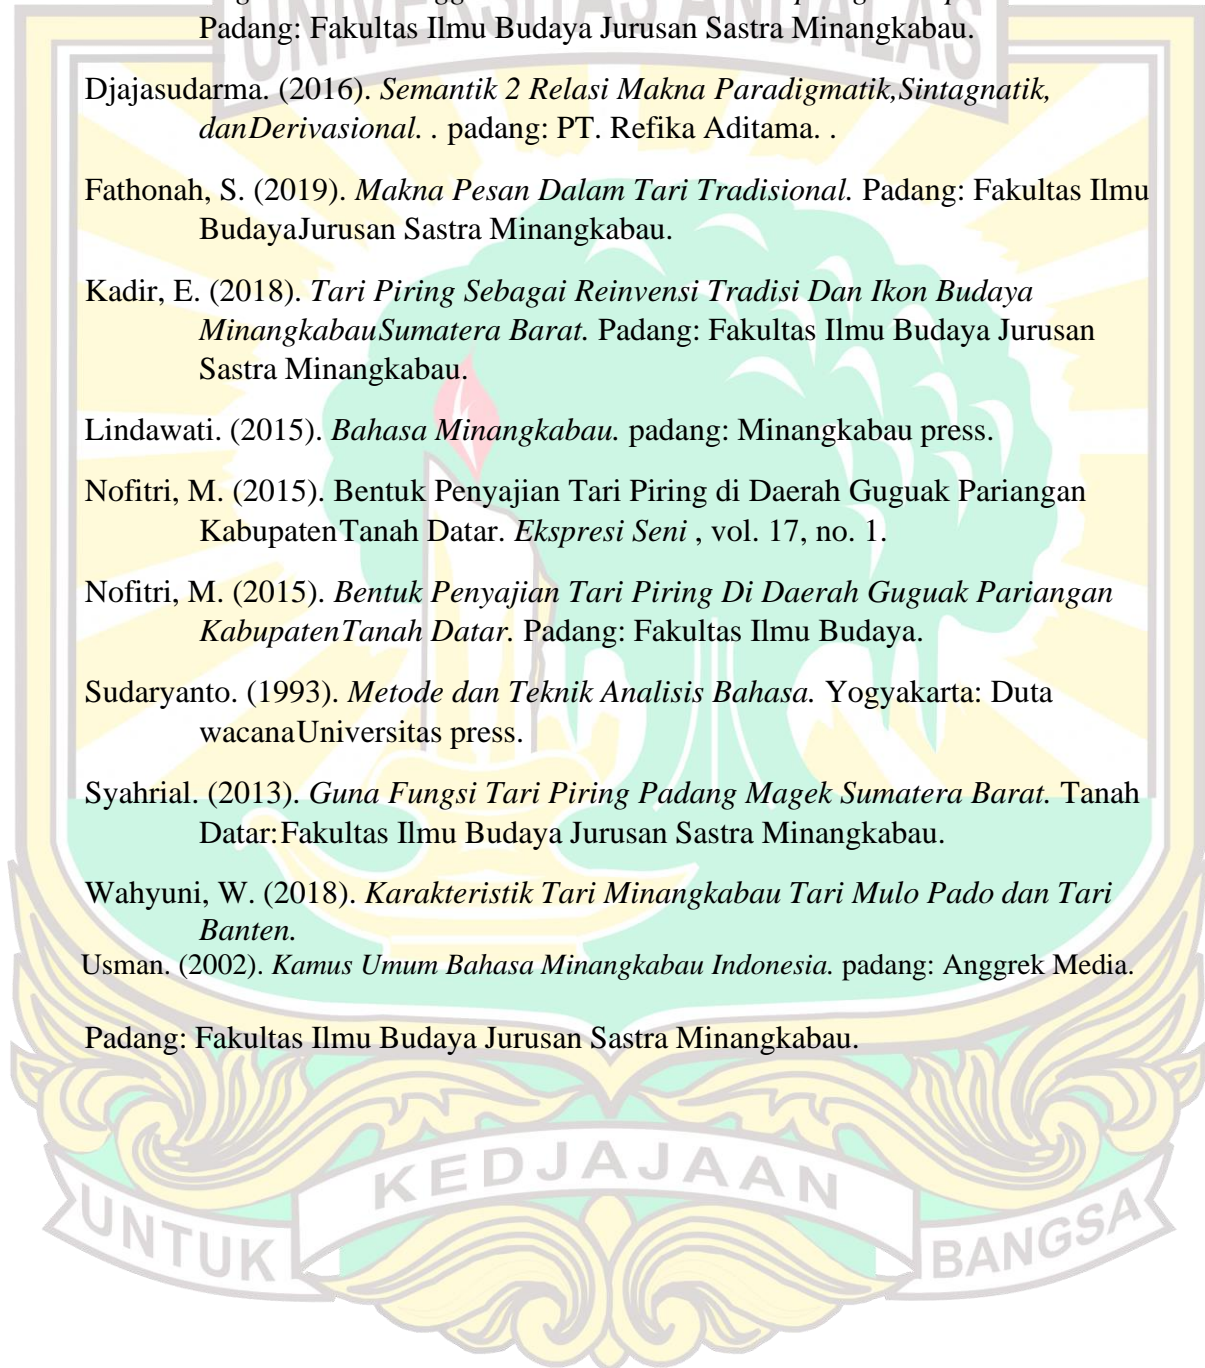 Padang: Fakultas Ilmu Budaya Jurusan Sastra Minangkabau.
UNIVERSITAS ANDALAS
Djajasudarma. (2016). Semantik 2 Relasi Makna Paradigmatik,Sintagnatik,
danDerivasional. . padang: PT. Refika Aditama. .
Fathonah, S. (2019). Makna Pesan Dalam Tari Tradisional. Padang: Fakultas Ilmu
BudayaJurusan Sastra Minangkabau.
Kadir, E. (2018). Tari Piring Sebagai Reinvensi Tradisi Dan Ikon Budaya
MinangkabauSumatera Barat. Padang: Fakultas Ilmu Budaya Jurusan
Sastra Minangkabau.
Lindawati. (2015). Bahasa Minangkabau. padang: Minangkabau press.
Nofitri, M. (2015). Bentuk Penyajian Tari Piring di Daerah Guguak Pariangan
KabupatenTanah Datar. Ekspresi Seni , vol. 17, no. 1.
Nofitri, M. (2015). Bentuk Penyajian Tari Piring Di Daerah Guguak Pariangan
KabupatenTanah Datar. Padang: Fakultas Ilmu Budaya.
Sudaryanto. (1993). Metode dan Teknik Analisis Bahasa. Yogyakarta: Duta
wacanaUniversitas press.
Syahrial. (2013). Guna Fungsi Tari Piring Padang Magek Sumatera Barat. Tanah
Datar:Fakultas Ilmu Budaya Jurusan Sastra Minangkabau.
Wahyuni, W. (2018). Karakteristik Tari Minangkabau Tari Mulo Pado dan Tari
Banten.
Usman. (2002). Kamus Umum Bahasa Minangkabau Indonesia. padang: Anggrek Media.
Padang: Fakultas Ilmu Budaya Jurusan Sastra Minangkabau.
UNTUK KEDJAJAAN BANGSA